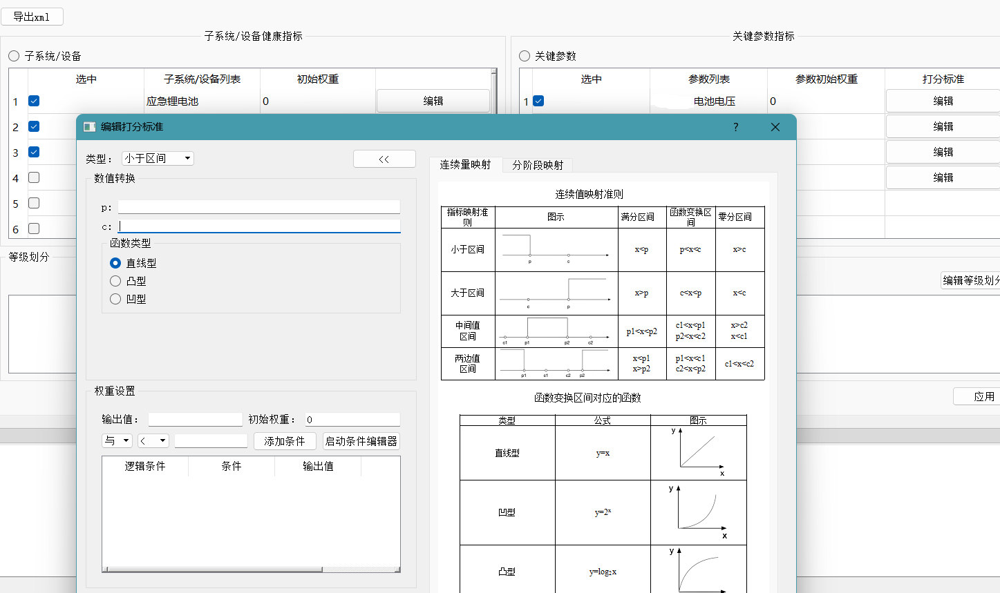 导出xml
子系统/设备健康指标
关键参数指标
子系统/设备
关键参数
选中 子系统/设备列表 初始权重
选中 参数列表 参数初始权重 打分标准
1 应急锂电池 0 编辑
1 电池电压 0 编辑
2
编辑
3
编辑
4
编辑
5
6
等级划分
编辑等级划分
应用
编辑打分标准 ?
类型: 小于区间 <<
数值转换
p:
c:
函数类型
直线型
凸型
凹型
权重设置
输出值: 初始权重: 0
与 < 添加条件 启动条件编辑器
逻辑条件 条件 输出值
连续量映射 分阶段映射
连续值映射准则
指标映射准则 图示 满分区间 函数变换区间 零分区间
小于区间 p c x<p p<x<c x>c
大于区间 c p x>p c<x<p x<c
中间值区间 c1 p1 p2 c2 p1<x<p2 c1<x<p1 p2<x<c2 x>c2 x<c1
两边值区间 p1 c1 c2 p2 x<p1 x>p2 p1<x<c1 c2<x<p2 c1<x<c2
函数变换区间对应的函数
类型 公式 图示
直线型 y=x y x
凹型 y=2ˣ y x
凸型 y=log₂x y